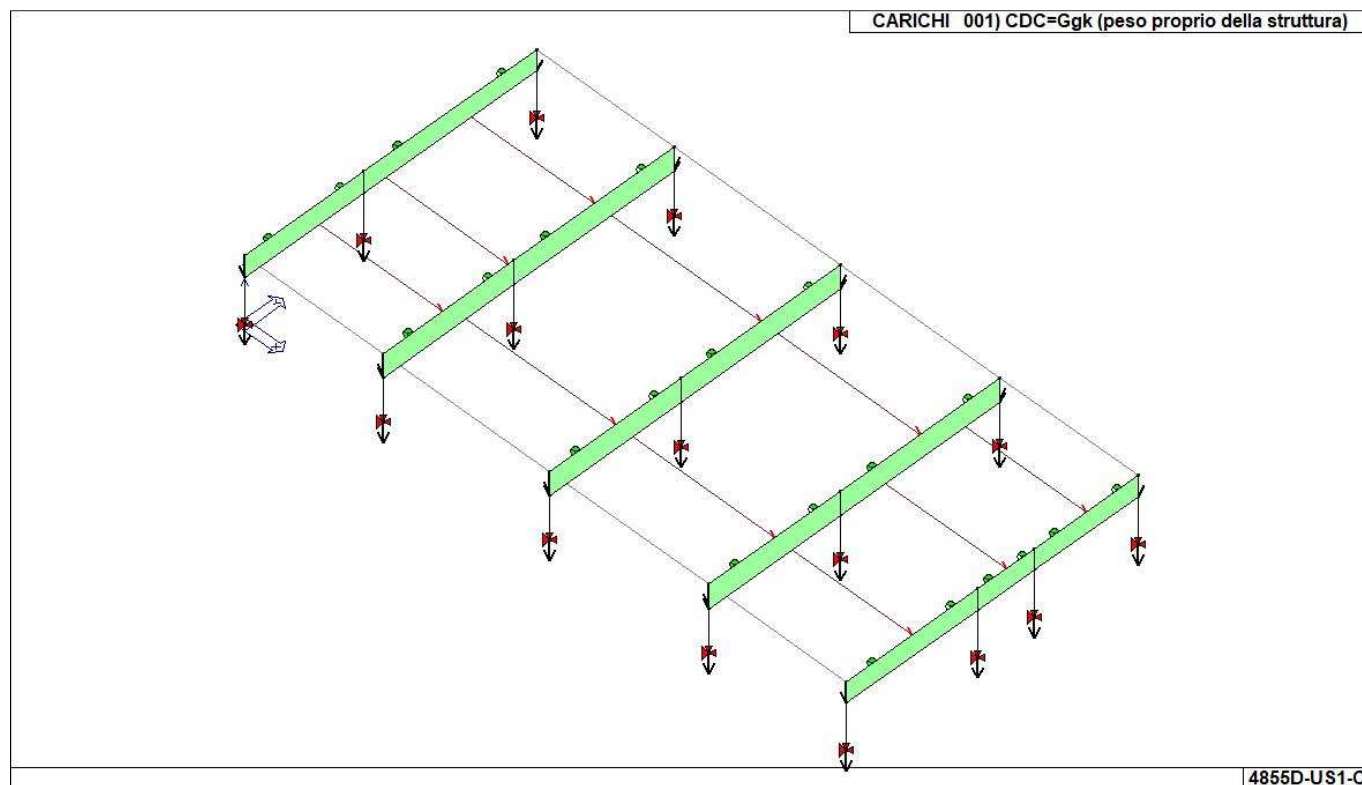 CARICHI 001) CDC=Ggk (peso proprio della struttura)
4855D-US1-C